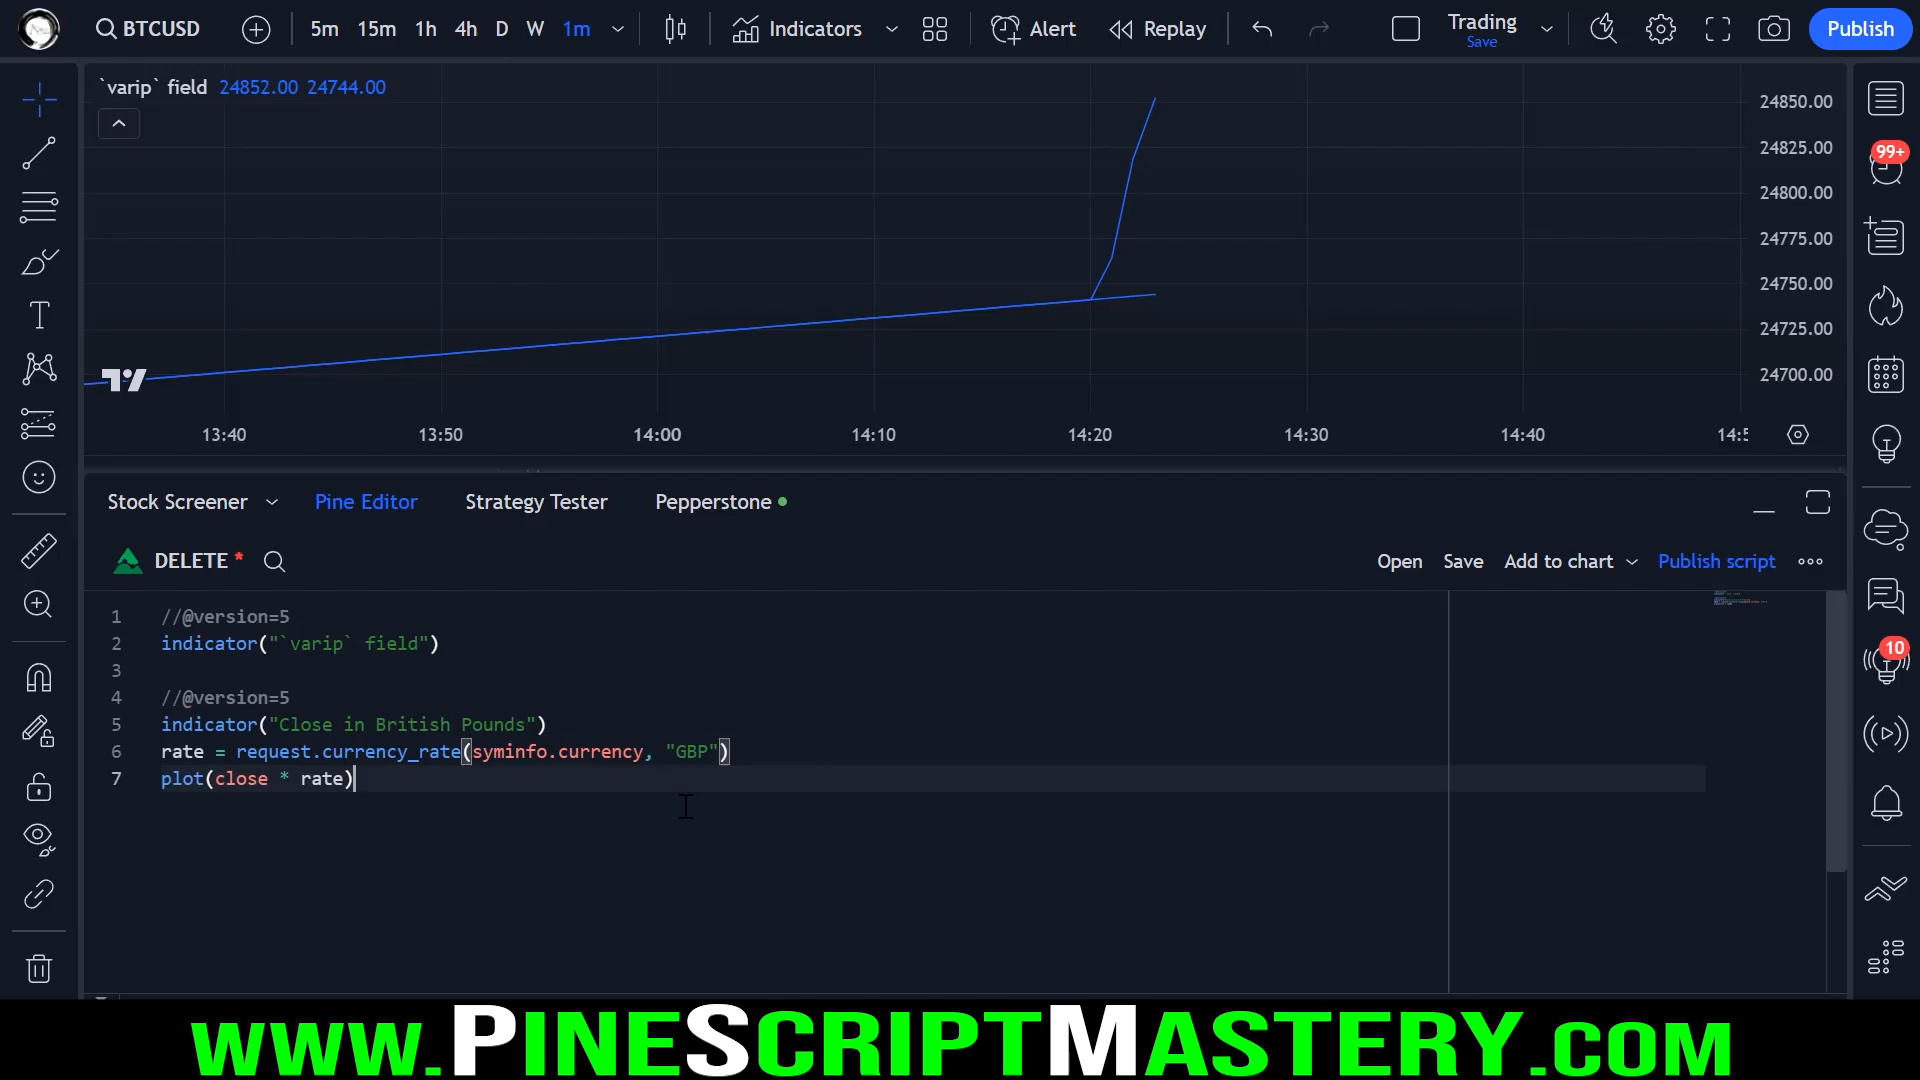 BTCUSD 5m 15m 1h 4h D W 1m Indicators Alert Replay Trading Save Publish
`varip` field 24852.00 24744.00
24850.00
24825.00
24800.00
24775.00
24750.00
24725.00
24700.00
13:40 13:50 14:00 14:10 14:20 14:30 14:40
99+
10
Stock Screener Pine Editor Strategy Tester Pepperstone
DELETE * Open Save Add to chart Publish script
1 //@version=5
2 indicator("`varip` field")
3
4 //@version=5
5 indicator("Close in British Pounds")
6 rate = request.currency_rate(syminfo.currency, "GBP")
7 plot(close * rate)
www.PineScriptMastery.com